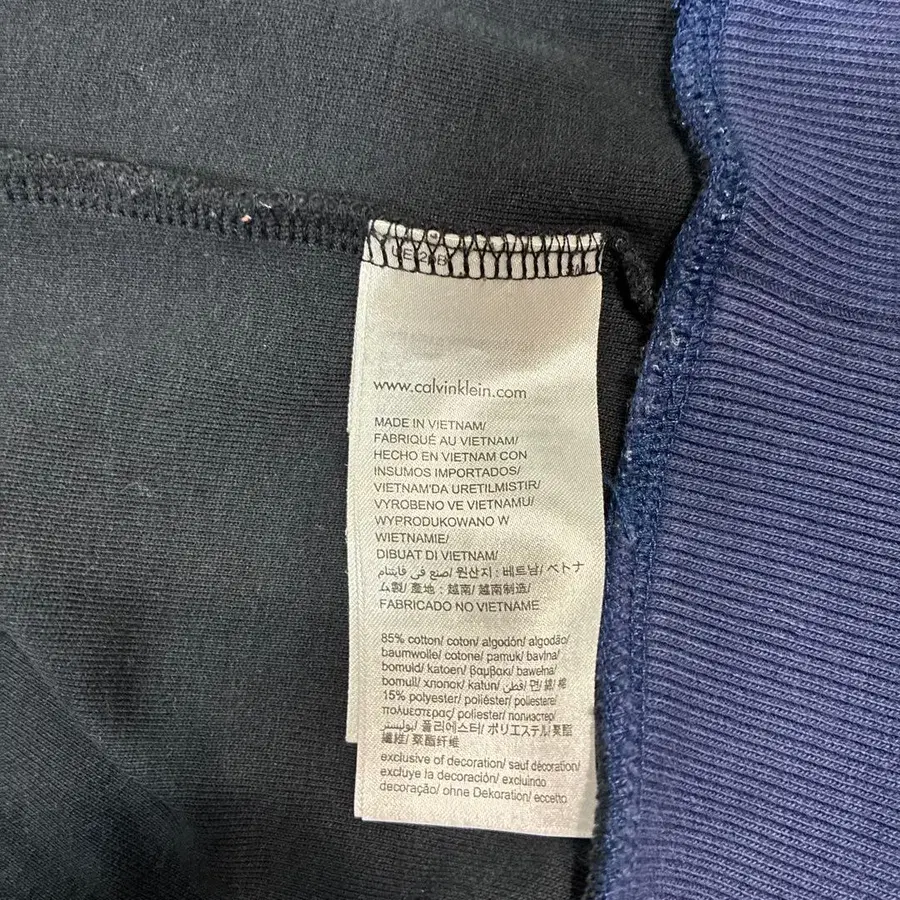 www.calvinklein.com
MADE IN VIETNAM/
FABRIQUÉ AU VIETNAM/
HECHO EN VIETNAM CON
INSUMOS IMPORTADOS/
VIETNAM'DA URETILMISTIR/
VYROBENO VE VIETNAMU/
WYPRODUKOWANO W
WIETNAMIE/
DIBUAT DI VIETNAM/
صنع في فايتنام/ 원산지 : 베트남/ ベトナ
ム製/ 產地 : 越南/ 越南制造/
FABRICADO NO VIETNAME
85% cotton/ coton/ algodón/ algodão/
baumwolle/ cotone/ pamuk/ bavlna/
bomuld/ katoen/ βαμβακι/ bawełna/
bomull/ хлопок/ katun/ قطن/ 면/ 綿/ 棉
15% polyester/ poliéster/ poliestere/
πολυεστερας/ poliester/ полиэстер/
بوليستر/ 폴리에스터/ ポリエステル/聚酯
纖維/ 聚酯纤维
exclusive of decoration/ sauf décoration/
excluye la decoración/ excluindo
decoração/ ohne Dekoration/ eccetto